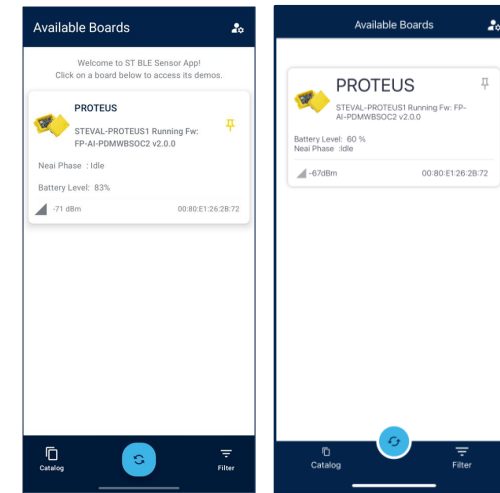 Available Boards
Welcome to ST BLE Sensor App!
Click on a board below to access its demos.
PROTEUS
STEVAL-PROTEUS1 Running Fw:
FP-AI-PDMWBSOC2 v2.0.0
Neai Phase : Idle
Battery Level: 83%
-71 dBm
00:80:E1:26:2B:72
Catalog
Filter
Available Boards
PROTEUS
STEVAL-PROTEUS1 Running Fw: FP-
AI-PDMWBSOC2 v2.0.0
Battery Level: 60 %
Neai Phase :Idle
-67dBm
00:80:E1:26:2B:72
Catalog
Filter